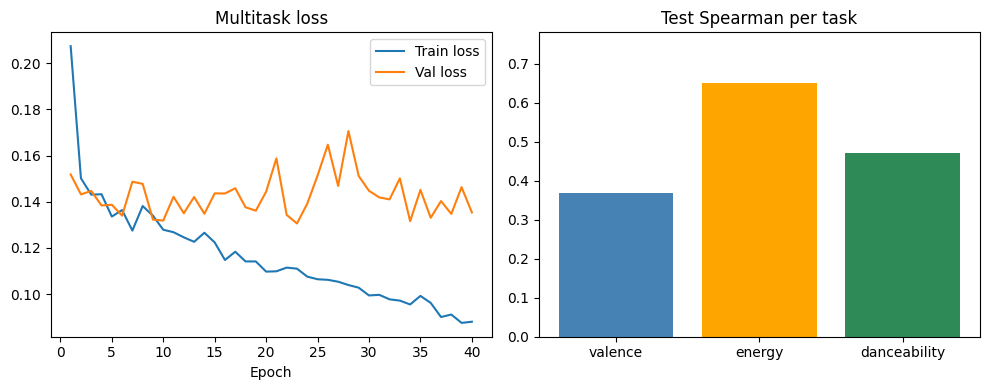 Multitask loss
Train loss
Val loss
0.20
0.18
0.16
0.14
0.12
0.10
0 5 10 15 20 25 30 35 40
Epoch
Test Spearman per task
0.7
0.6
0.5
0.4
0.3
0.2
0.1
0.0
valence energy danceability